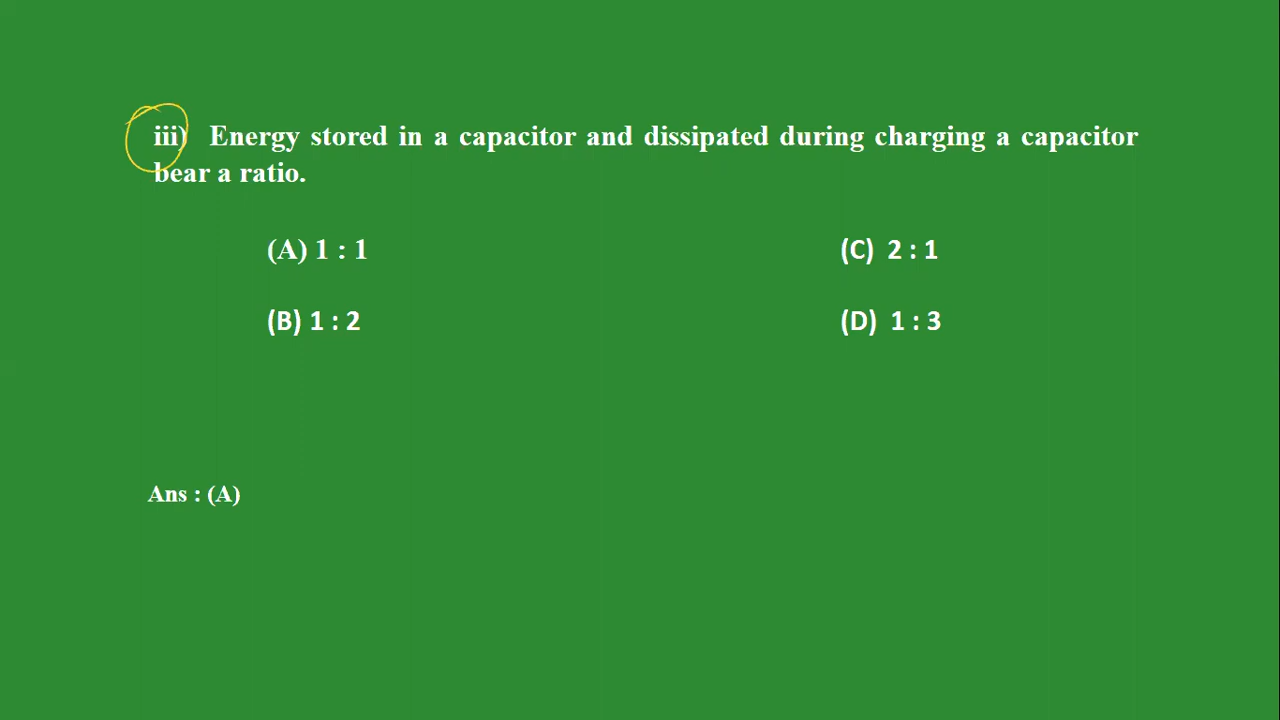 iii) Energy stored in a capacitor and dissipated during charging a capacitor
bear a ratio.
(A) 1 : 1
(C) 2 : 1
(B) 1 : 2
(D) 1 : 3
Ans : (A)